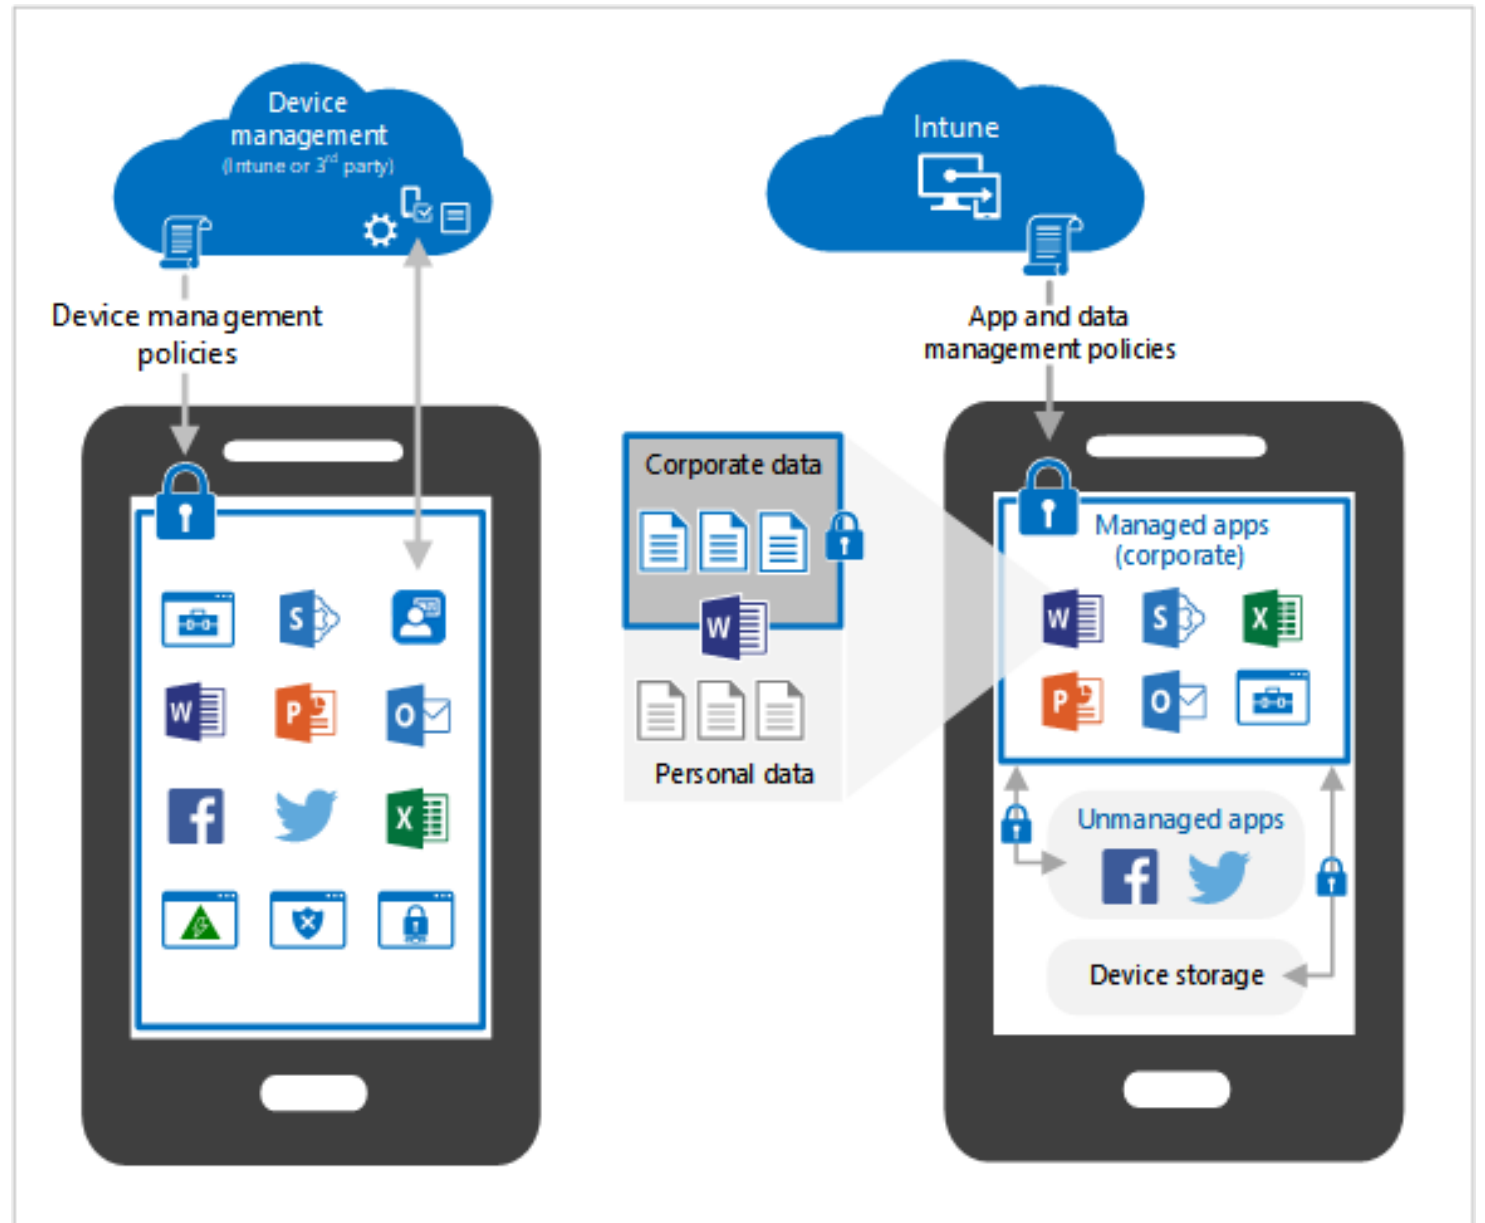 Device
management
(Intune or 3rd party)
Device management
policies
Intune
App and data
management policies
Corporate data
W
Personal data
S
W
P
O
f
X
Managed apps
(corporate)
W
S
X
P
O
Unmanaged apps
f
Device storage